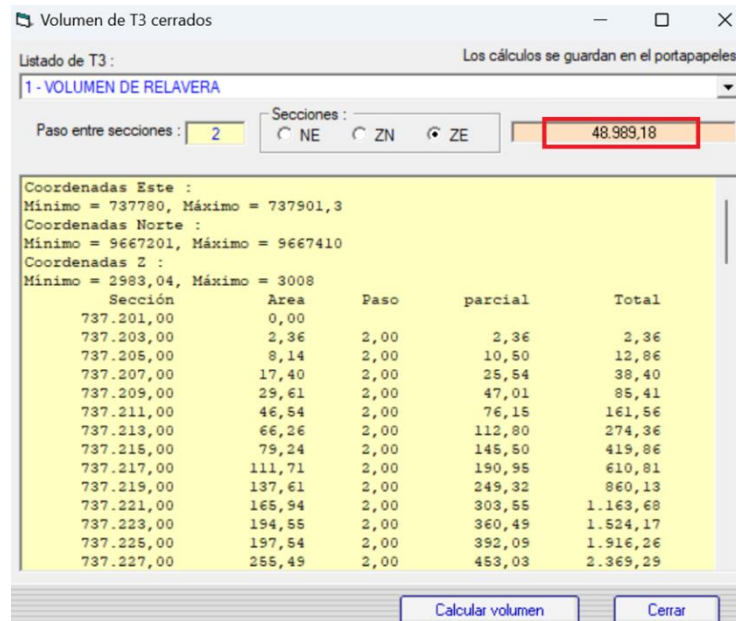 Volumen de T3 cerrados
Listado de T3 : Los cálculos se guardan en el portapapeles
1 - VOLUMEN DE RELAVERA
Secciones :
Paso entre secciones : 2 NE ZN ZE 48.989,18
Coordenadas Este :
Mínimo = 737780, Máximo = 737901,3
Coordenadas Norte :
Mínimo = 9667201, Máximo = 9667410
Coordenadas Z :
Mínimo = 2983,04, Máximo = 3008
Sección Area Paso parcial Total
737.201,00 0,00
737.203,00 2,36 2,00 2,36 2,36
737.205,00 8,14 2,00 10,50 12,86
737.207,00 17,40 2,00 25,54 38,40
737.209,00 29,61 2,00 47,01 85,41
737.211,00 46,54 2,00 76,15 161,56
737.213,00 66,26 2,00 112,80 274,36
737.215,00 79,24 2,00 145,50 419,86
737.217,00 111,71 2,00 190,95 610,81
737.219,00 137,61 2,00 249,32 860,13
737.221,00 165,94 2,00 303,55 1.163,68
737.223,00 194,55 2,00 360,49 1.524,17
737.225,00 197,54 2,00 392,09 1.916,26
737.227,00 255,49 2,00 453,03 2.369,29
Calcular volumen Cerrar